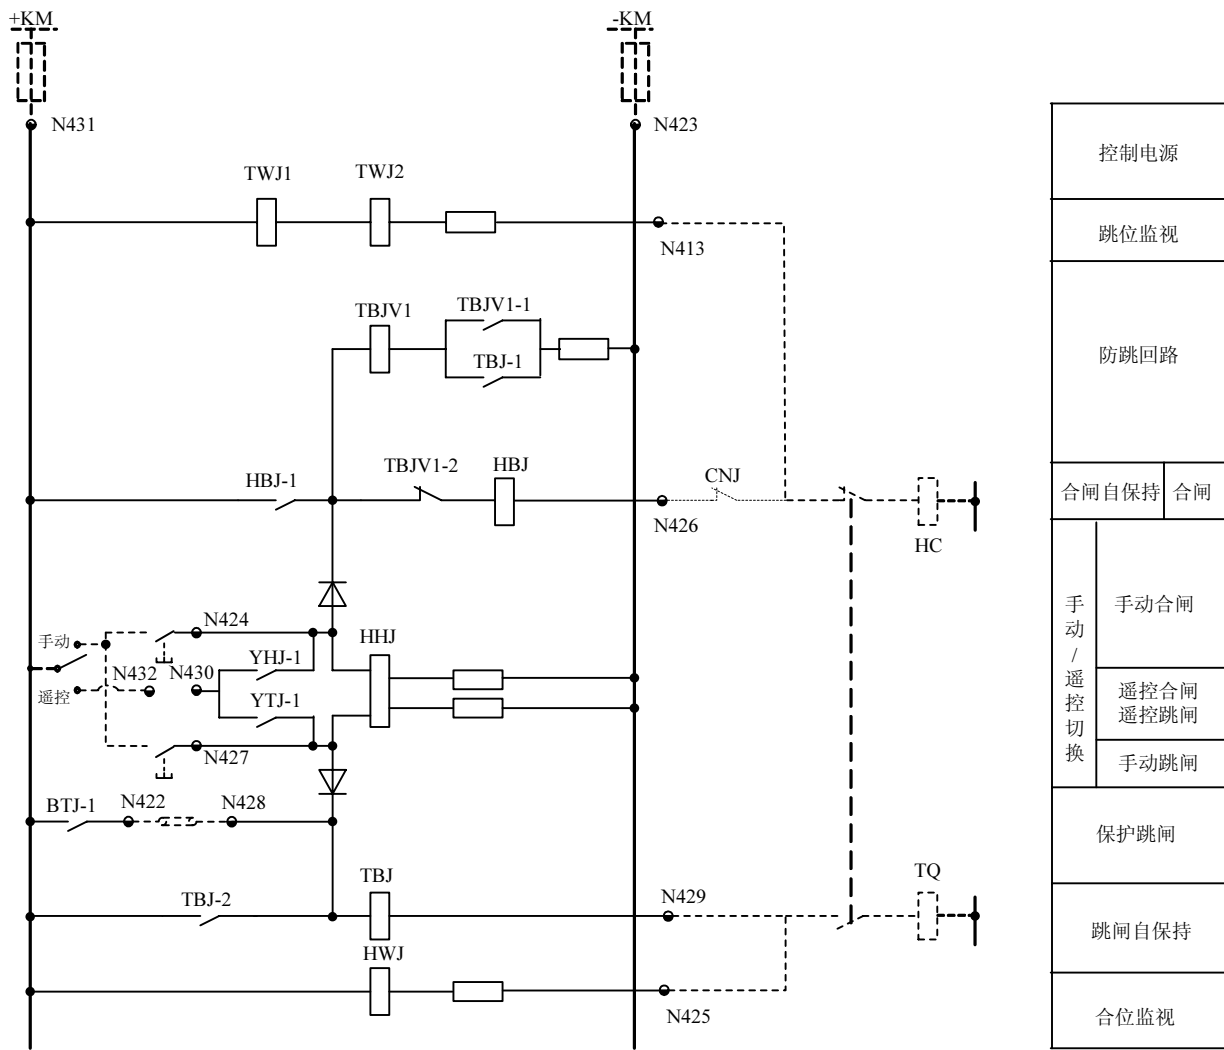 +KM
-KM
N431
N423
TWJ1
TWJ2
N413
TBJV1
TBJV1-1
TBJ-1
HBJ-1
TBJV1-2
HBJ
N426
CNJ
HC
手动
遥控
N424
N432
N430
YHJ-1
YTJ-1
HHJ
N427
BTJ-1
N422
N428
TBJ-2
TBJ
N429
TQ
HWJ
N425
控制电源
跳位监视
防跳回路
合闸自保持
合闸
手动/遥控切换
手动合闸
遥控合闸
遥控跳闸
手动跳闸
保护跳闸
跳闸自保持
合位监视